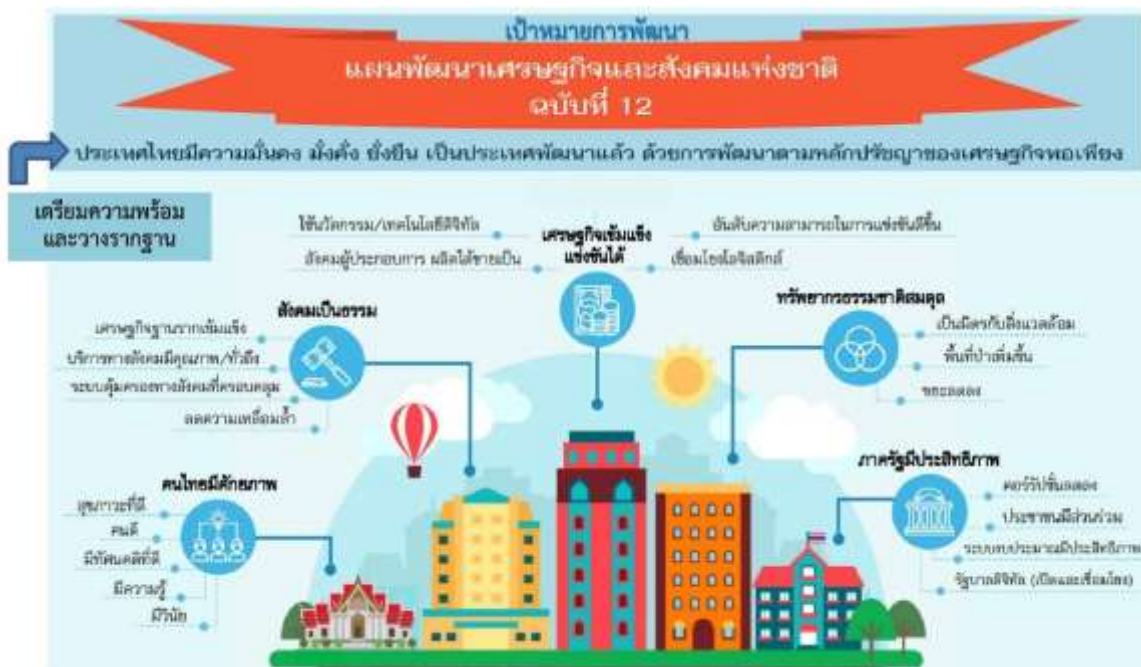 เป้าหมายการพัฒนา
แผนพัฒนาเศรษฐกิจและสังคมแห่งชาติ
ฉบับที่ 12
ประเทศไทยมีความมั่นคง มั่งคั่ง ยั่งยืน เป็นประเทศพัฒนาแล้ว ด้วยการพัฒนาตามหลักปรัชญาของเศรษฐกิจพอเพียง
เตรียมความพร้อม
และวางรากฐาน
เศรษฐกิจเข้มแข็ง
แข่งขันได้
ใช้นวัตกรรม/เทคโนโลยีดิจิทัล
สังคมผู้ประกอบการ ผลิตได้ขายเป็น
อันดับความสามารถในการแข่งขันดีขึ้น
เชื่อมโยงโลจิสติกส์
สังคมเป็นธรรม
เศรษฐกิจฐานรากเข้มแข็ง
บริการทางสังคมมีคุณภาพ/ทั่วถึง
ระบบคุ้มครองทางสังคมที่ครอบคลุม
ลดความเหลื่อมล้ำ
ทรัพยากรธรรมชาติสมดุล
เป็นมิตรกับสิ่งแวดล้อม
พื้นที่ป่าเพิ่มขึ้น
ขยะลดลง
คนไทยมีศักยภาพ
สุขภาวะที่ดี
คนดี
มีทัศนคติที่ดี
มีความรู้
มีวินัย
ภาครัฐมีประสิทธิภาพ
คอร์รัปชั่นลดลง
ประชาชนมีส่วนร่วม
ระบบงบประมาณมีประสิทธิภาพ
รัฐบาลดิจิทัล (เปิดและเชื่อมโยง)